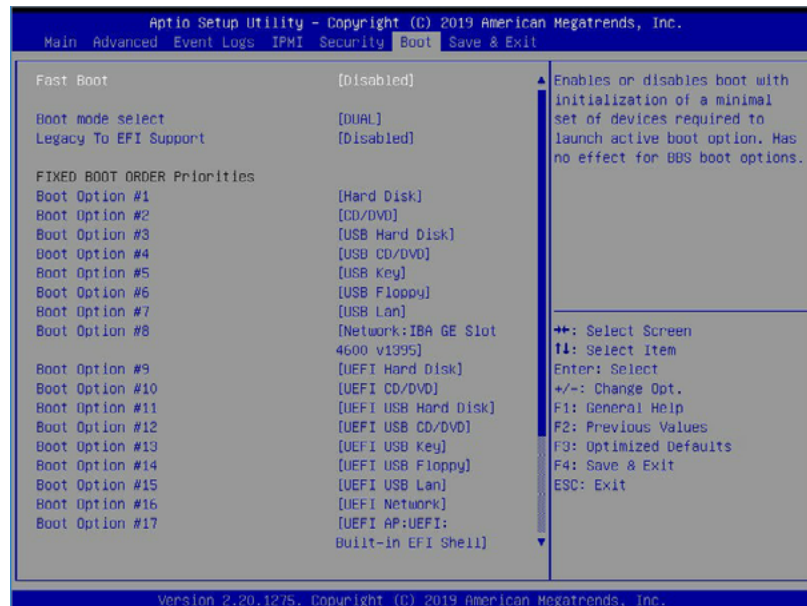 Aptio Setup Utility - Copyright (C) 2019 American Megatrends, Inc.
Main Advanced Event Logs IPMI Security Boot Save & Exit
Fast Boot [Disabled]
Boot mode select [DUAL]
Legacy To EFI Support [Disabled]
FIXED BOOT ORDER Priorities
Boot Option #1 [Hard Disk]
Boot Option #2 [CD/DVD]
Boot Option #3 [USB Hard Disk]
Boot Option #4 [USB CD/DVD]
Boot Option #5 [USB Key]
Boot Option #6 [USB Floppy]
Boot Option #7 [USB Lan]
Boot Option #8 [Network:IBA GE Slot
4600 v1395]
Boot Option #9 [UEFI Hard Disk]
Boot Option #10 [UEFI CD/DVD]
Boot Option #11 [UEFI USB Hard Disk]
Boot Option #12 [UEFI USB CD/DVD]
Boot Option #13 [UEFI USB Key]
Boot Option #14 [UEFI USB Floppy]
Boot Option #15 [UEFI USB Lan]
Boot Option #16 [UEFI Network]
Boot Option #17 [UEFI AP:UEFI:
Built-in EFI Shell]
Enables or disables boot with
initialization of a minimal
set of devices required to
launch active boot option. Has
no effect for BBS boot options.
→←: Select Screen
↑↓: Select Item
Enter: Select
+/-: Change Opt.
F1: General Help
F2: Previous Values
F3: Optimized Defaults
F4: Save & Exit
ESC: Exit
Version 2.20.1275. Copyright (C) 2019 American Megatrends, Inc.